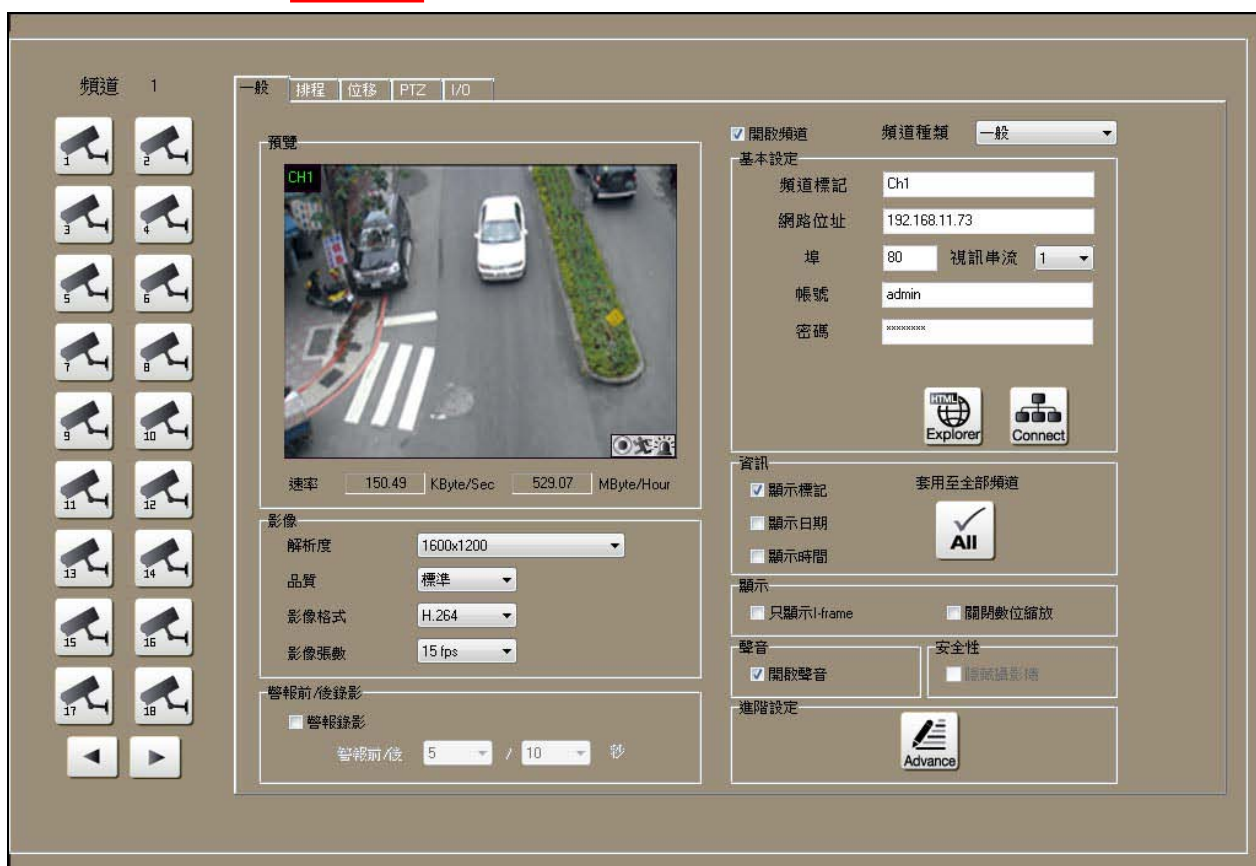 頻道 1
1 2
3 4
5 6
7 8
9 10
11 12
13 14
15 16
17 18
一般 排程 位移 PTZ I/O
預覽
CH1
速率 150.49 KByte/Sec 529.07 MByte/Hour
影像
解析度 1600x1200
品質 標準
影像格式 H.264
影像張數 15 fps
警報前/後錄影
警報錄影
警報前/後 5 / 10 秒
開啟頻道 頻道種類 一般
基本設定
頻道標記 Ch1
網路位址 192.168.11.73
埠 80 視訊串流 1
帳號 admin
密碼 ********
HTML
Explorer Connect
資訊
顯示標記 套用至全部頻道
顯示日期
All
顯示時間
顯示
只顯示I-frame 關閉數位縮放
聲音 安全性
開啟聲音 隱藏攝影機
進階設定
Advance